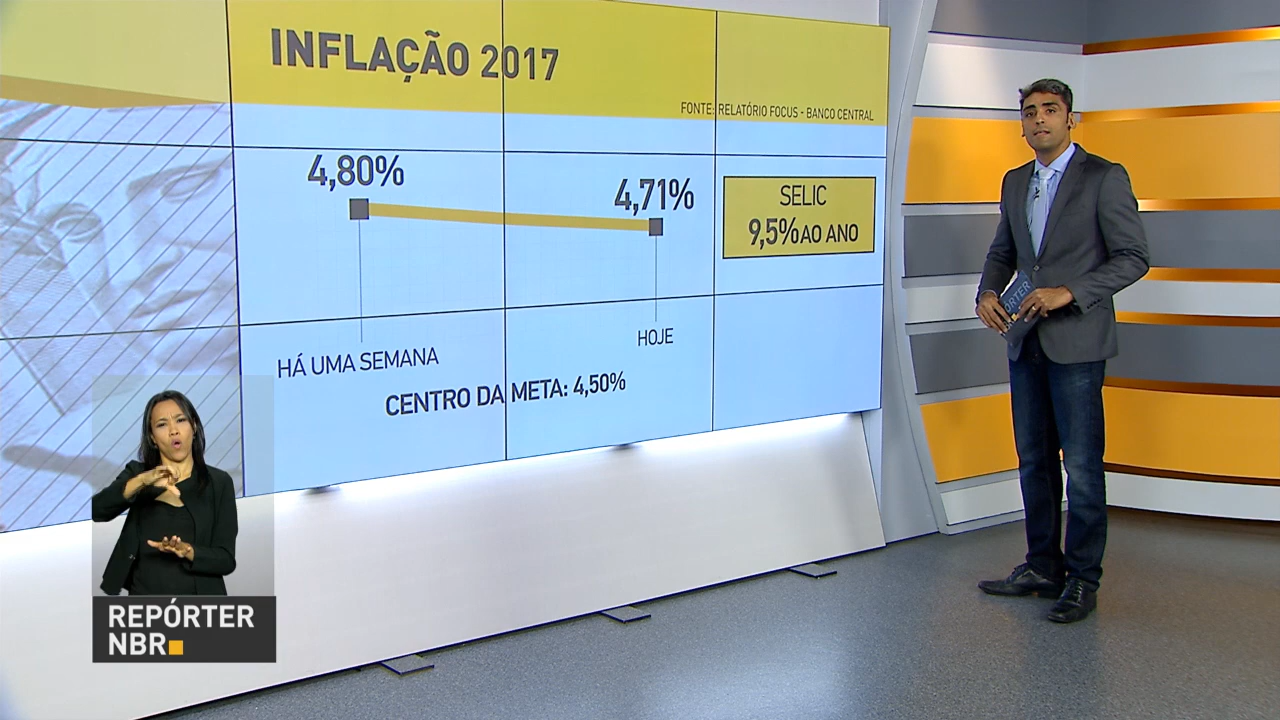 INFLAÇÃO 2017
FONTE: RELATÓRIO FOCUS - BANCO CENTRAL
4,80%
4,71%
SELIC
9,5% AO ANO
HÁ UMA SEMANA
HOJE
CENTRO DA META: 4,50%
REPÓRTER
NBR